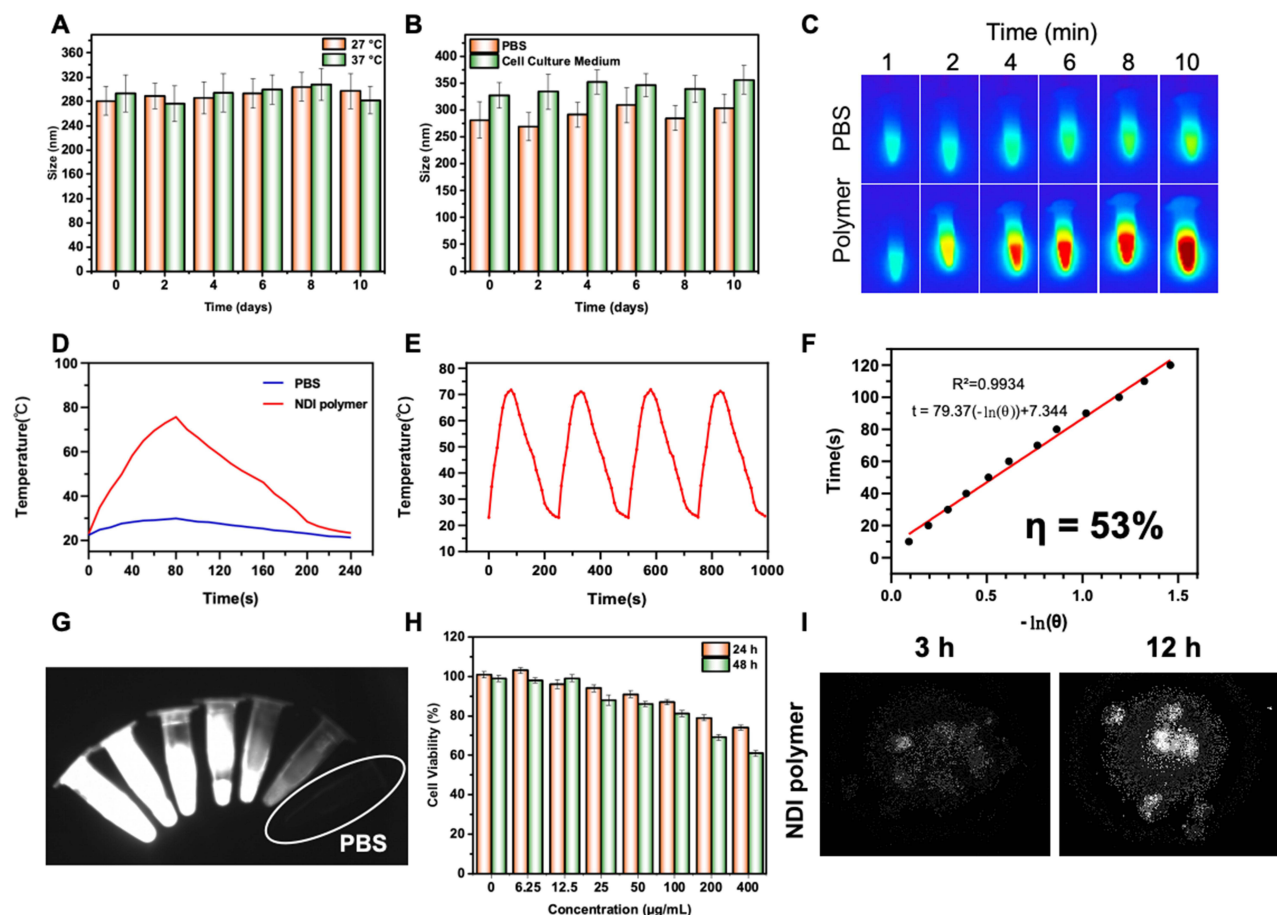 A
27 °C
37 °C
360
320
280
240
200
160
120
80
40
0
Size (nm)
0 2 4 6 8 10
Time (days)
B
PBS
Cell Culture Medium
400
350
300
250
200
150
100
50
0
Size (nm)
0 2 4 6 8 10
Time (days)
C
Time (min)
1 2 4 6 8 10
PBS
Polymer
D
PBS
NDI polymer
100
80
60
40
20
Temperature(℃)
0 40 80 120 160 200 240
Time(s)
E
80
70
60
50
40
30
20
10
Temperature(℃)
0 200 400 600 800 1000
Time(s)
F
R²=0.9934
t = 79.37(-ln(θ))+7.344
η = 53%
120
100
80
60
40
20
0
Time(s)
0.0 0.5 1.0 1.5
-ln(θ)
G
PBS
H
24 h
48 h
120
100
80
60
40
20
0
Cell Viability (%)
0 6.25 12.5 25 50 100 200 400
Concentration (μg/mL)
I
3 h 12 h
NDI polymer